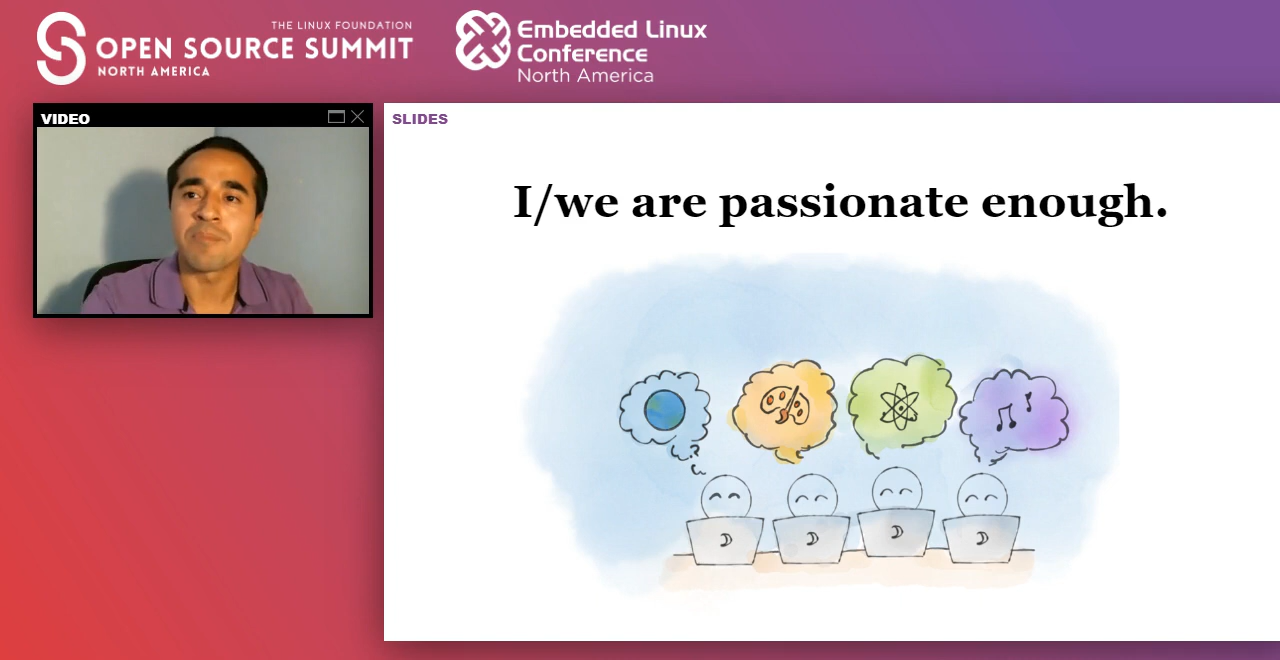 THE LINUX FOUNDATION
OPEN SOURCE SUMMIT
NORTH AMERICA
Embedded Linux
Conference
North America
VIDEO
SLIDES
I/we are passionate enough.